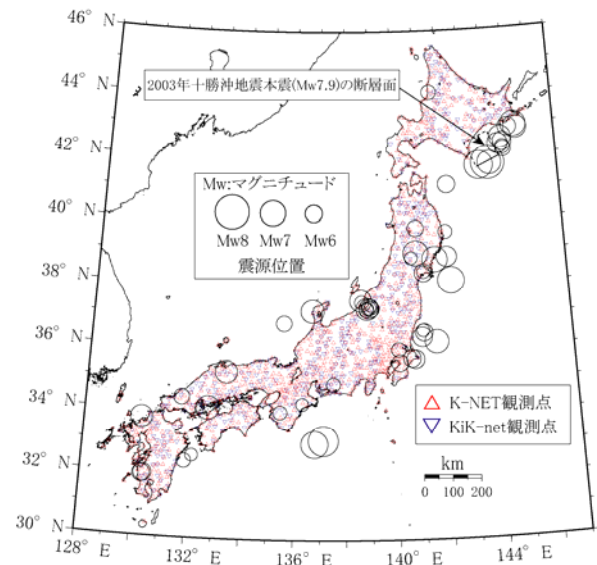 46° N
44° N
42° N
40° N
38° N
36° N
34° N
32° N
30° N
128° E
132° E
136° E
140° E
144° E
2003年十勝沖地震本震(Mw7.9)の断層面
Mw:マグニチュード
Mw8 Mw7 Mw6
震源位置
K-NET観測点
KiK-net観測点
km
0 100 200